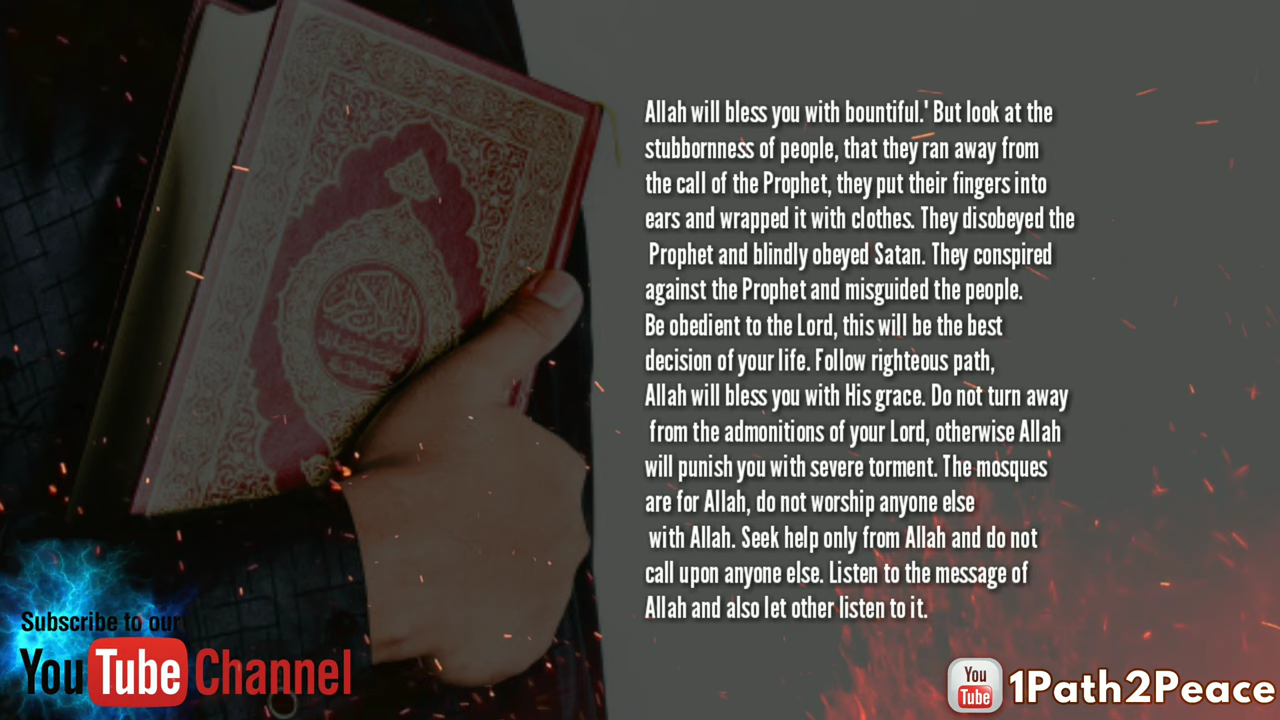 Allah will bless you with bountiful.' But look at the
stubbornness of people, that they ran away from
the call of the Prophet, they put their fingers into
ears and wrapped it with clothes. They disobeyed the
Prophet and blindly obeyed Satan. They conspired
against the Prophet and misguided the people.
Be obedient to the Lord, this will be the best
decision of your life. Follow righteous path,
Allah will bless you with His grace. Do not turn away
from the admonitions of your Lord, otherwise Allah
will punish you with severe torment. The mosques
are for Allah, do not worship anyone else
with Allah. Seek help only from Allah and do not
call upon anyone else. Listen to the message of
Allah and also let other listen to it.
Subscribe to our
YouTube Channel
You
Tube
1Path2Peace